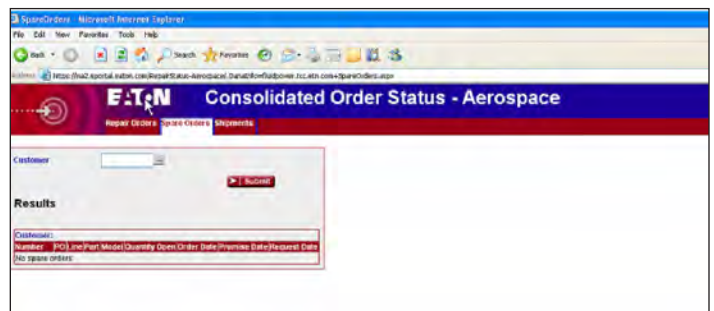 SpareOrders - Microsoft Internet Explorer
File Edit View Favorites Tools Help
Back Search Favorites
EATON Consolidated Order Status - Aerospace
Repair Orders Spare Orders Shipments
Customer
Submit
Results
Customer:
Number PO Line Part Model Quantity Open Order Date Promise Date Request Date
No spare orders